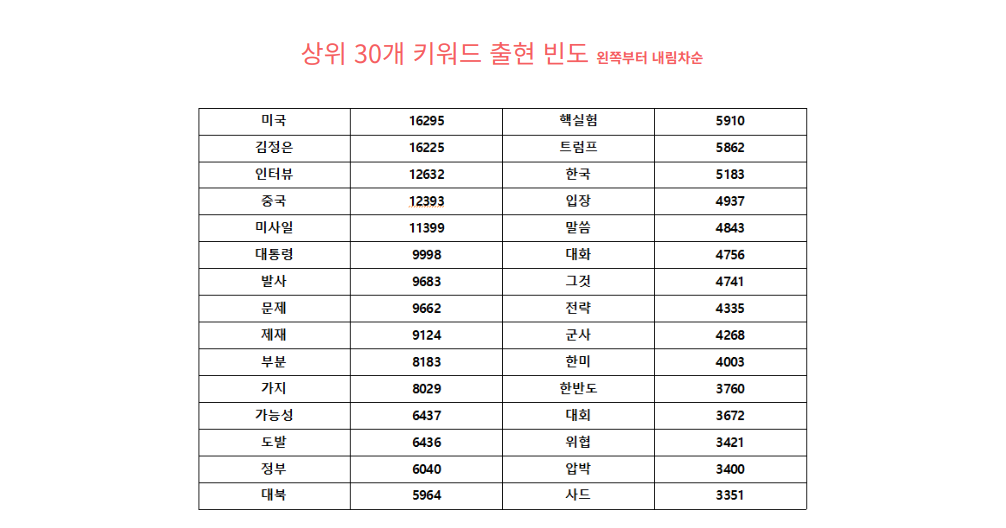 상위 30개 키워드 출현 빈도 왼쪽부터 내림차순
미국 16295 핵실험 5910
김정은 16225 트럼프 5862
인터뷰 12632 한국 5183
중국 12393 입장 4937
미사일 11399 말씀 4843
대통령 9998 대화 4756
발사 9683 그것 4741
문제 9662 전략 4335
제재 9124 군사 4268
부분 8183 한미 4003
가지 8029 한반도 3760
가능성 6437 대회 3672
도발 6436 위협 3421
정부 6040 압박 3400
대북 5964 사드 3351